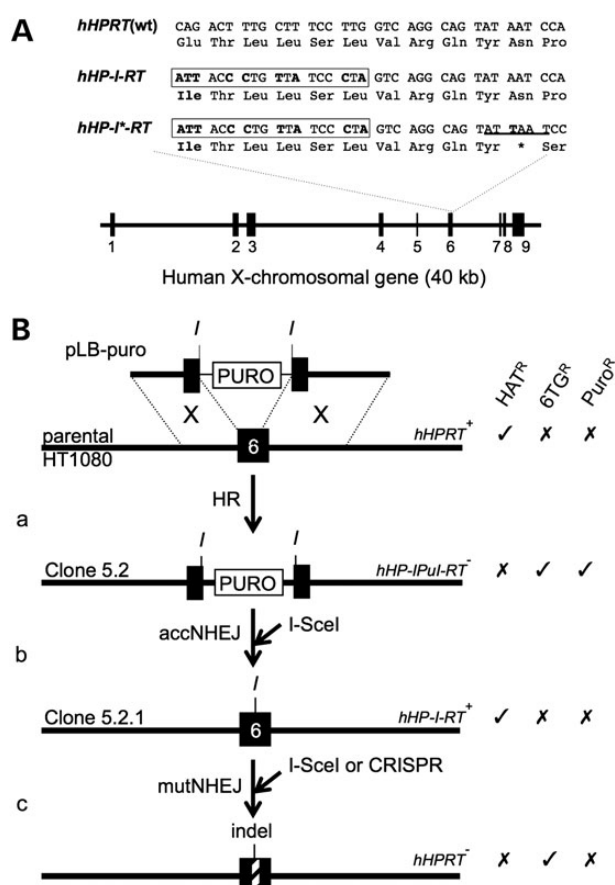 A
hHPRT(wt) CAG ACT TTG CTT TCC TTG GTC AGG CAG TAT AAT CCA
Glu Thr Leu Leu Ser Leu Val Arg Gln Tyr Asn Pro
hHP-I-RT ATT ACC CTG TTA TCC CTA GTC AGG CAG TAT AAT CCA
Ile Thr Leu Leu Ser Leu Val Arg Gln Tyr Asn Pro
hHP-I*-RT ATT ACC CTG TTA TCC CTA GTC AGG CAG TAT TAA TCC
Ile Thr Leu Leu Ser Leu Val Arg Gln Tyr * Ser
1 2 3 4 5 6 7 8 9
Human X-chromosomal gene (40 kb)
B
I I
pLB-puro
PURO
HATR 6TGR PuroR
X X
parental hHPRT+ ✓ ✗ ✗
HT1080
6
HR
a
I I
Clone 5.2 PURO hHP-IPuI-RT- ✗ ✓ ✓
accNHEJ I-SceI
b
I
Clone 5.2.1 6 hHP-I-RT+ ✓ ✗ ✗
mutNHEJ I-SceI or CRISPR
c
indel
hHPRT- ✗ ✓ ✗